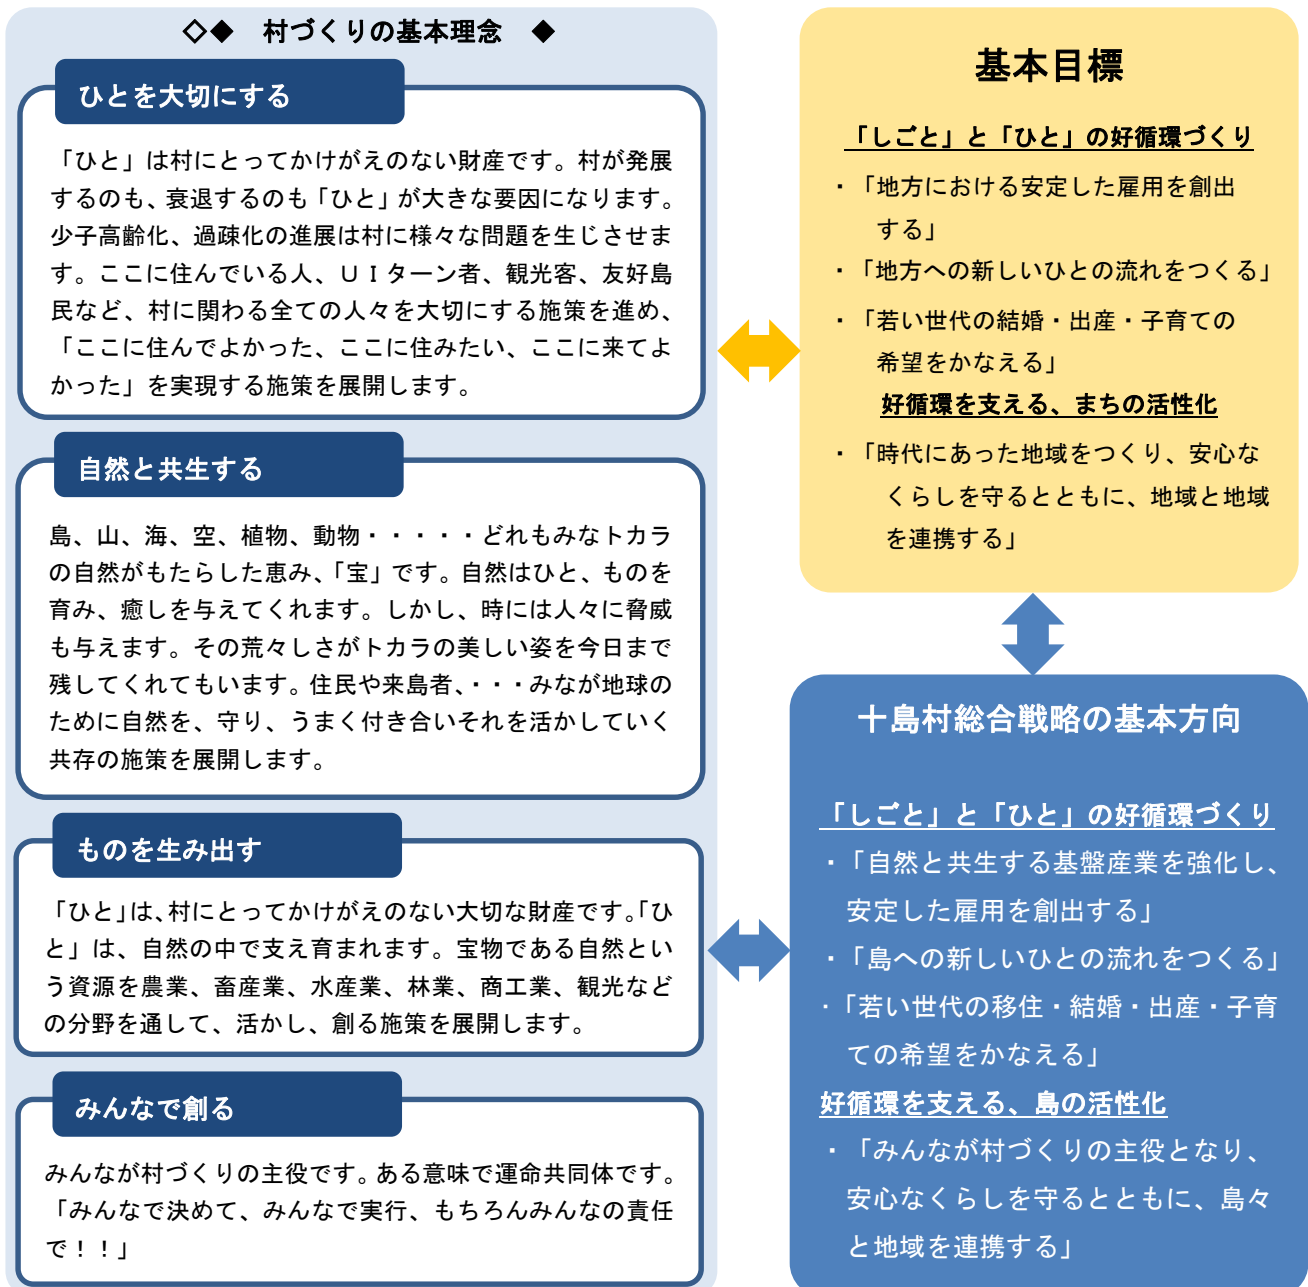 ◇◆　村づくりの基本理念　◆
ひとを大切にする
「ひと」は村にとってかけがえのない財産です。村が発展
するのも、衰退するのも「ひと」が大きな要因になります。
少子高齢化、過疎化の進展は村に様々な問題を生じさせま
す。ここに住んでいる人、ＵＩターン者、観光客、友好島
民など、村に関わる全ての人々を大切にする施策を進め、
「ここに住んでよかった、ここに住みたい、ここに来てよ
かった」を実現する施策を展開します。
自然と共生する
島、山、海、空、植物、動物・・・・・どれもみなトカラ
の自然がもたらした恵み、「宝」です。自然はひと、ものを
育み、癒しを与えてくれます。しかし、時には人々に脅威
も与えます。その荒々しさがトカラの美しい姿を今日まで
残してくれてもいます。住民や来島者、・・・みなが地球の
ために自然を、守り、うまく付き合いそれを活かしていく
共存の施策を展開します。
ものを生み出す
「ひと」は、村にとってかけがえのない大切な財産です。「ひ
と」は、自然の中で支え育まれます。宝物である自然とい
う資源を農業、畜産業、水産業、林業、商工業、観光など
の分野を通して、活かし、創る施策を展開します。
みんなで創る
みんなが村づくりの主役です。ある意味で運命共同体です。
「みんなで決めて、みんなで実行、もちろんみんなの責任
で！！」
基本目標
「しごと」と「ひと」の好循環づくり
・「地方における安定した雇用を創出
する」
・「地方への新しいひとの流れをつくる」
・「若い世代の結婚・出産・子育ての
希望をかなえる」
好循環を支える、まちの活性化
・「時代にあった地域をつくり、安心な
くらしを守るとともに、地域と地域
を連携する」
十島村総合戦略の基本方向
「しごと」と「ひと」の好循環づくり
・「自然と共生する基盤産業を強化し、
安定した雇用を創出する」
・「島への新しいひとの流れをつくる」
・「若い世代の移住・結婚・出産・子育
ての希望をかなえる」
好循環を支える、島の活性化
・「みんなが村づくりの主役となり、
安心なくらしを守るとともに、島々
と地域を連携する」